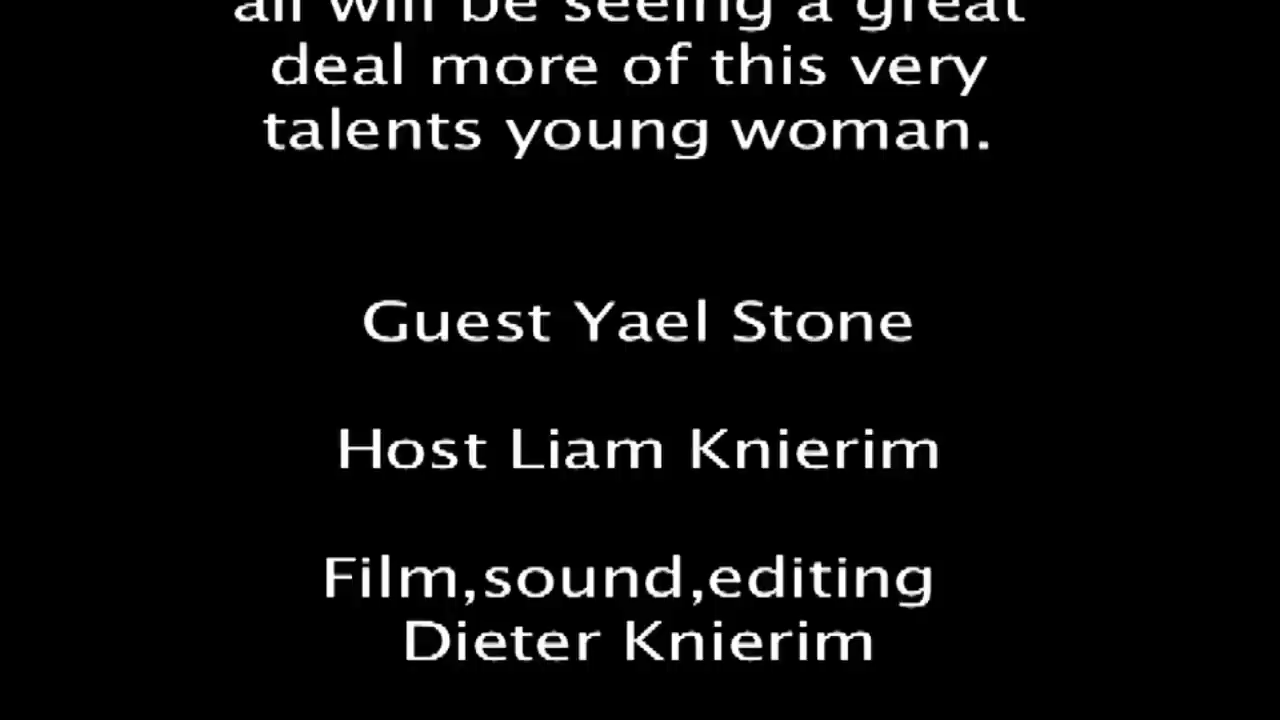 all will be seeing a great
deal more of this very
talents young woman.
Guest Yael Stone
Host Liam Knierim
Film,sound,editing
Dieter Knierim